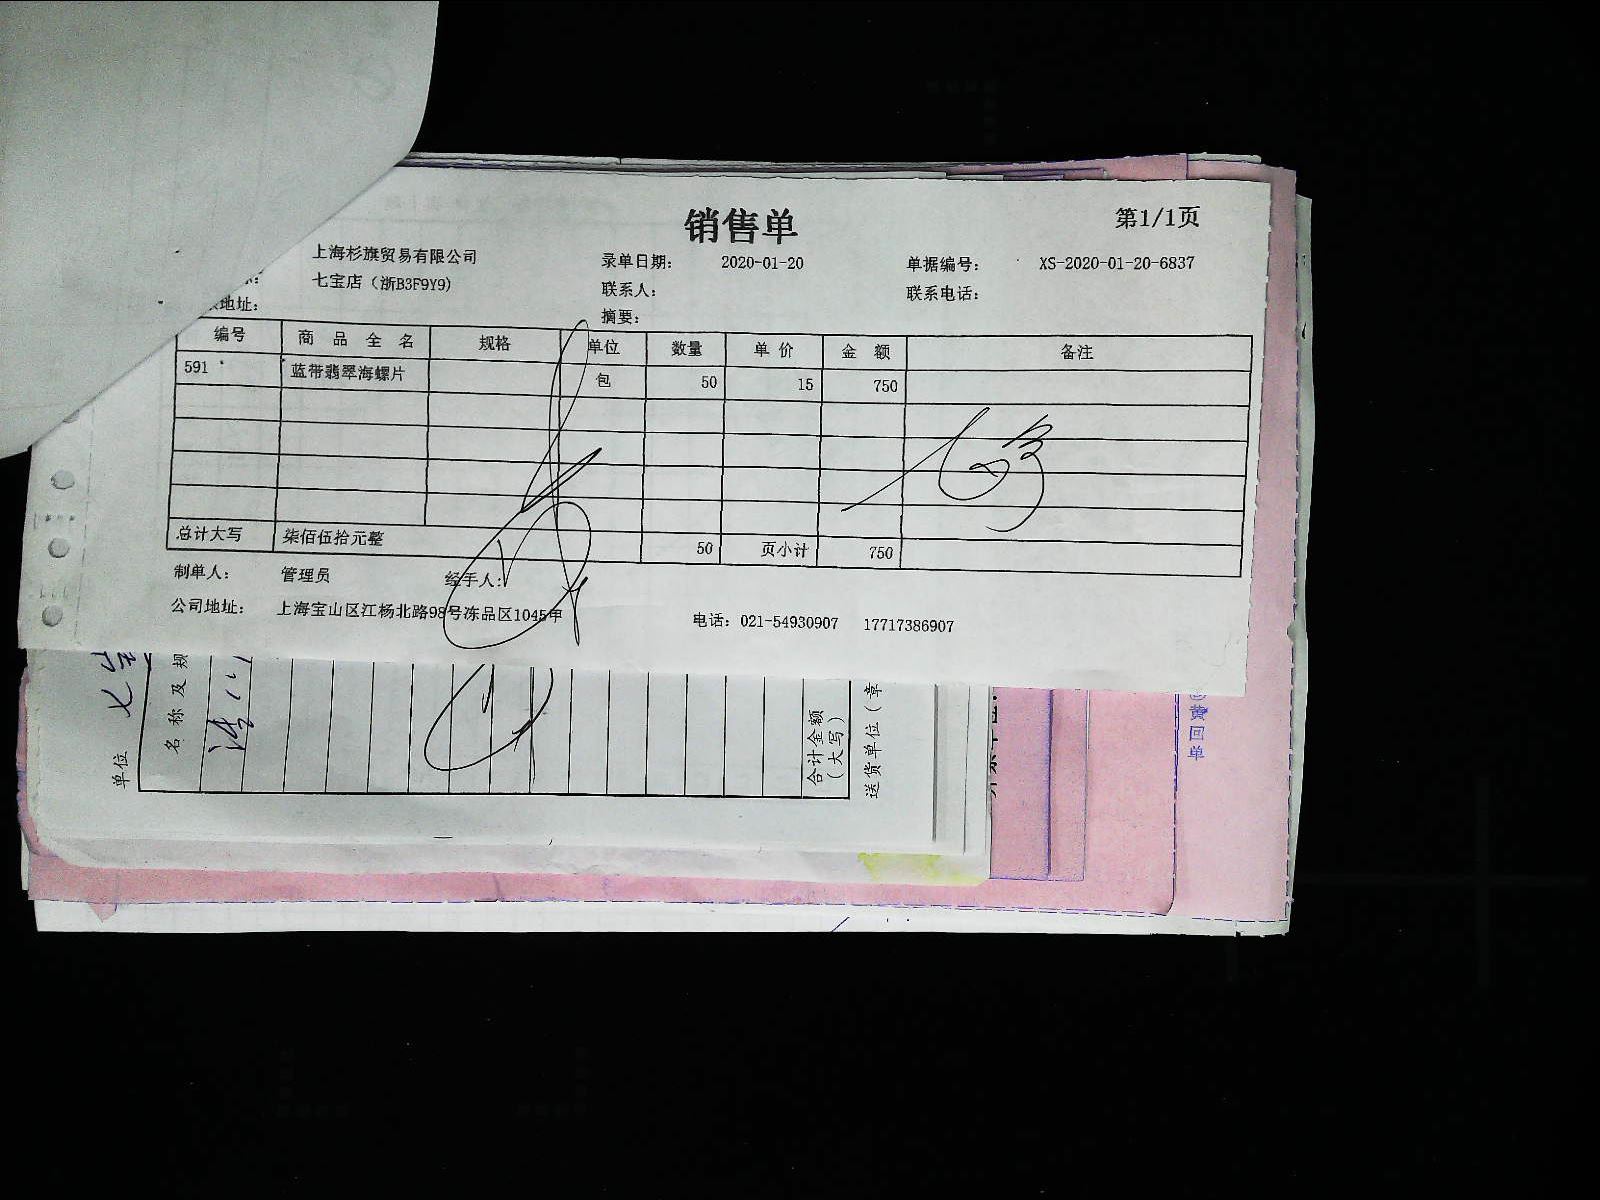 销售单
第1/1页
上海杉旗贸易有限公司 录单日期： 2020-01-20 单据编号： XS-2020-01-20-6837
七宝店（浙B3F9Y9） 联系人： 联系电话：
地址： 摘要：
编号 商品全名 规格 单位 数量 单价 金额 备注
591 蓝带翡翠海螺片 包 50 15 750
总计大写 柒佰伍拾元整 50 页小计 750
制单人： 管理员 经手人：
公司地址： 上海宝山区江杨北路98号冻品区1045甲 电话：021-54930907 17717386907
单位 七宝
名称及规
合计金额
（大写）
送货单位（章
黄回单